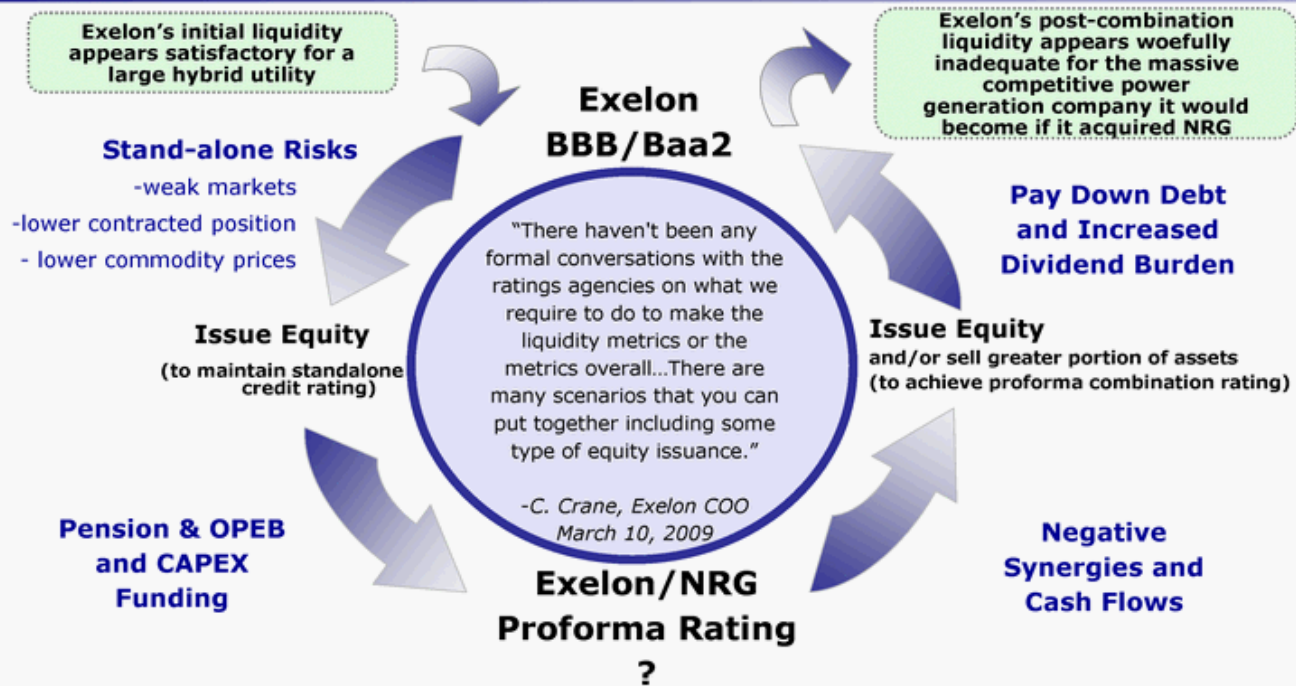 Exelon's initial liquidity
appears satisfactory for a
large hybrid utility
Exelon's post-combination
liquidity appears woefully
inadequate for the massive
competitive power
generation company it would
become if it acquired NRG
Exelon
BBB/Baa2
Stand-alone Risks
-weak markets
-lower contracted position
- lower commodity prices
Issue Equity
(to maintain standalone
credit rating)
Pension & OPEB
and CAPEX
Funding
"There haven't been any
formal conversations with the
ratings agencies on what we
require to do to make the
liquidity metrics or the
metrics overall...There are
many scenarios that you can
put together including some
type of equity issuance."
-C. Crane, Exelon COO
March 10, 2009
Exelon/NRG
Proforma Rating
?
Pay Down Debt
and Increased
Dividend Burden
Issue Equity
and/or sell greater portion of assets
(to achieve proforma combination rating)
Negative
Synergies and
Cash Flows